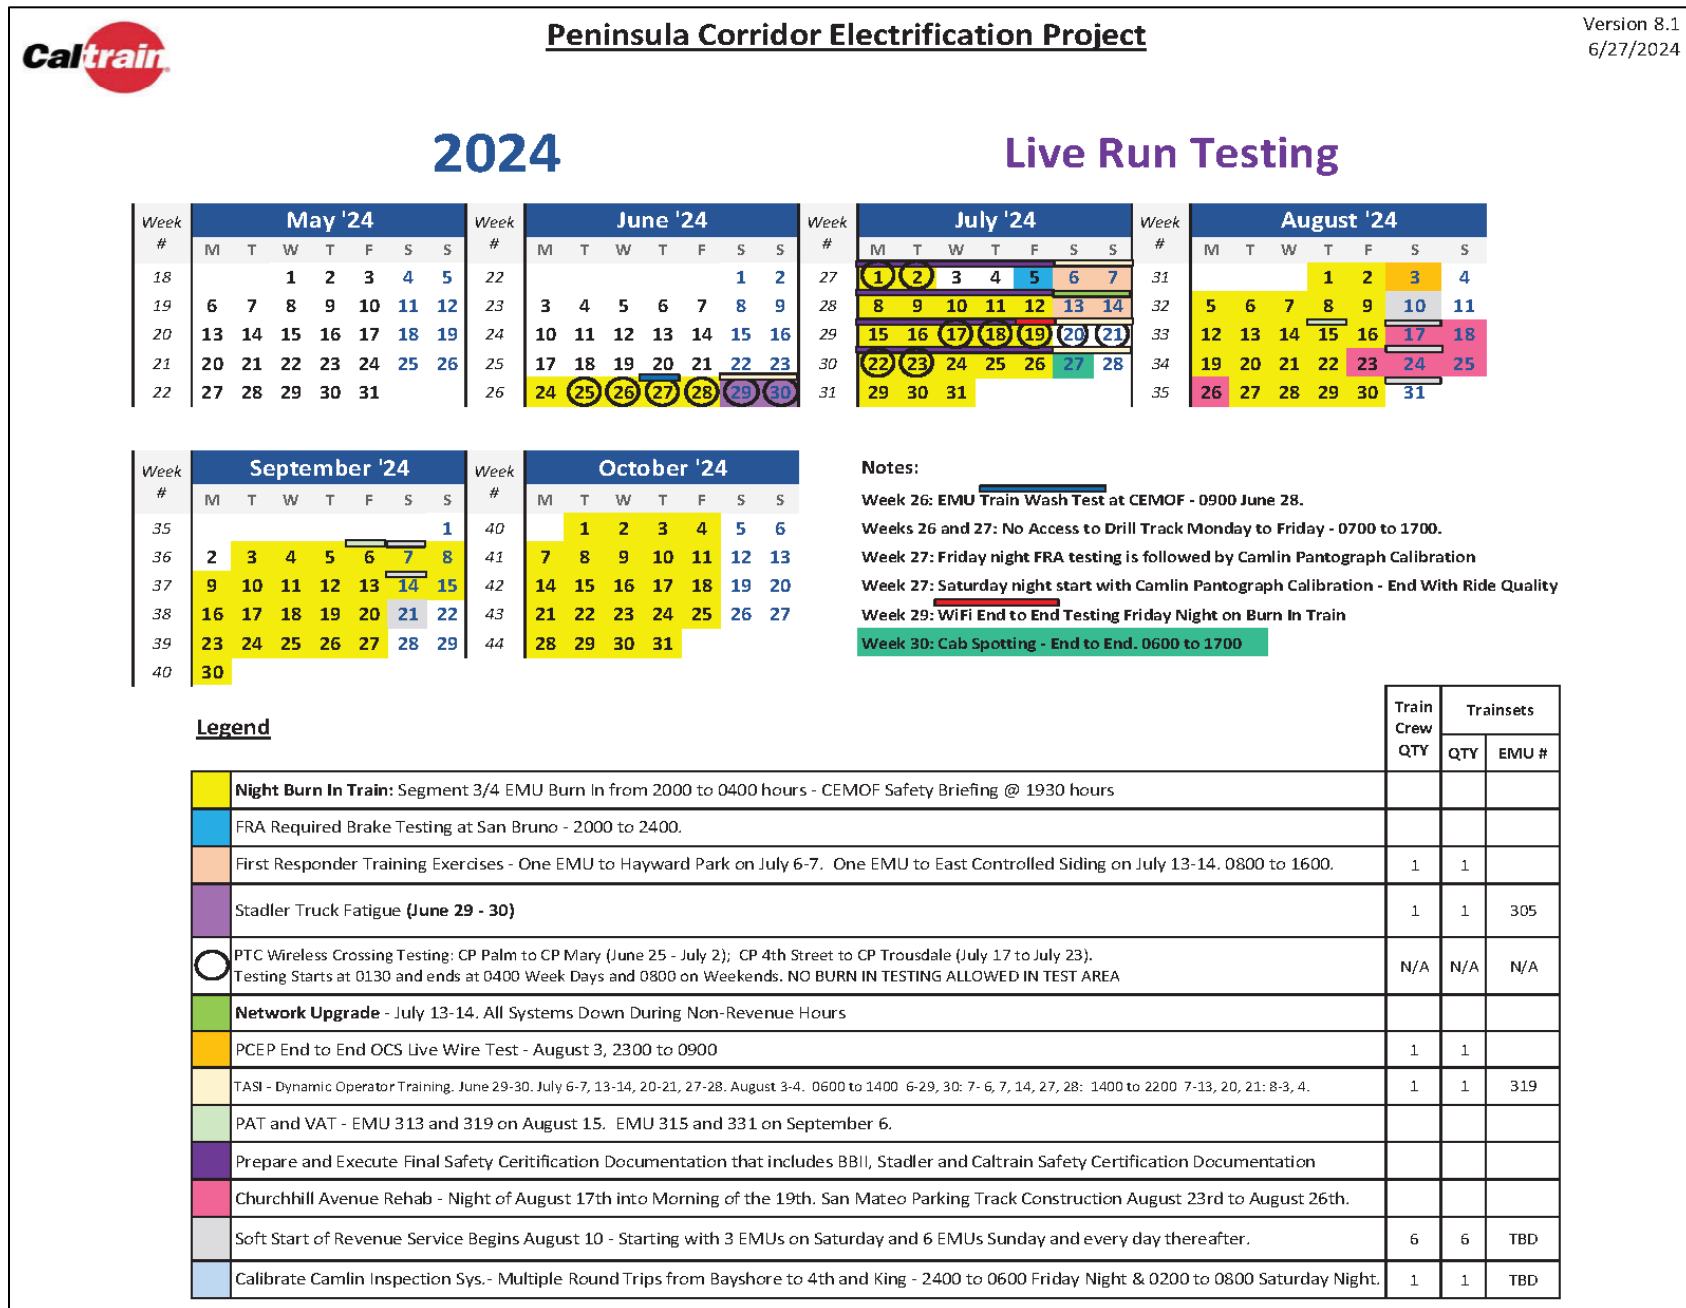 Caltrain
Peninsula Corridor Electrification Project
Version 8.1
6/27/2024
2024
Live Run Testing
Week # May '24
M T W T F S S
18 1 2 3 4 5
19 6 7 8 9 10 11 12
20 13 14 15 16 17 18 19
21 20 21 22 23 24 25 26
22 27 28 29 30 31
Week # June '24
M T W T F S S
22 1 2
23 3 4 5 6 7 8 9
24 10 11 12 13 14 15 16
25 17 18 19 20 21 22 23
26 24 25 26 27 28 29 30
Week # July '24
M T W T F S S
27 1 2 3 4 5 6 7
28 8 9 10 11 12 13 14
29 15 16 17 18 19 20 21
30 22 23 24 25 26 27 28
31 29 30 31
Week # August '24
M T W T F S S
31 1 2 3 4
32 5 6 7 8 9 10 11
33 12 13 14 15 16 17 18
34 19 20 21 22 23 24 25
35 26 27 28 29 30 31
Week # September '24
M T W T F S S
35 1
36 2 3 4 5 6 7 8
37 9 10 11 12 13 14 15
38 16 17 18 19 20 21 22
39 23 24 25 26 27 28 29
40 30
Week # October '24
M T W T F S S
40 1 2 3 4 5 6
41 7 8 9 10 11 12 13
42 14 15 16 17 18 19 20
43 21 22 23 24 25 26 27
44 28 29 30 31
Notes:
Week 26: EMU Train Wash Test at CEMOF - 0900 June 28.
Weeks 26 and 27: No Access to Drill Track Monday to Friday - 0700 to 1700.
Week 27: Friday night FRA testing is followed by Camlin Pantograph Calibration
Week 27: Saturday night start with Camlin Pantograph Calibration - End With Ride Quality
Week 29: WiFi End to End Testing Friday Night on Burn In Train
Week 30: Cab Spotting - End to End. 0600 to 1700
Legend
Train Crew QTY
Trainsets
QTY EMU #
Night Burn In Train: Segment 3/4 EMU Burn In from 2000 to 0400 hours - CEMOF Safety Briefing @ 1930 hours
FRA Required Brake Testing at San Bruno - 2000 to 2400.
First Responder Training Exercises - One EMU to Hayward Park on July 6-7. One EMU to East Controlled Siding on July 13-14. 0800 to 1600. 1 1
Stadler Truck Fatigue (June 29 - 30) 1 1 305
PTC Wireless Crossing Testing: CP Palm to CP Mary (June 25 - July 2); CP 4th Street to CP Trousdale (July 17 to July 23).
Testing Starts at 0130 and ends at 0400 Week Days and 0800 on Weekends. NO BURN IN TESTING ALLOWED IN TEST AREA N/A N/A N/A
Network Upgrade - July 13-14. All Systems Down During Non-Revenue Hours
PCEP End to End OCS Live Wire Test - August 3, 2300 to 0900 1 1
TASI - Dynamic Operator Training. June 29-30. July 6-7, 13-14, 20-21, 27-28. August 3-4. 0600 to 1400 6-29, 30: 7- 6, 7, 14, 27, 28: 1400 to 2200 7-13, 20, 21: 8-3, 4. 1 1 319
PAT and VAT - EMU 313 and 319 on August 15. EMU 315 and 331 on September 6.
Prepare and Execute Final Safety Ceritification Documentation that includes BBII, Stadler and Caltrain Safety Certification Documentation
Churchhill Avenue Rehab - Night of August 17th into Morning of the 19th. San Mateo Parking Track Construction August 23rd to August 26th.
Soft Start of Revenue Service Begins August 10 - Starting with 3 EMUs on Saturday and 6 EMUs Sunday and every day thereafter. 6 6 TBD
Calibrate Camlin Inspection Sys.- Multiple Round Trips from Bayshore to 4th and King - 2400 to 0600 Friday Night & 0200 to 0800 Saturday Night. 1 1 TBD